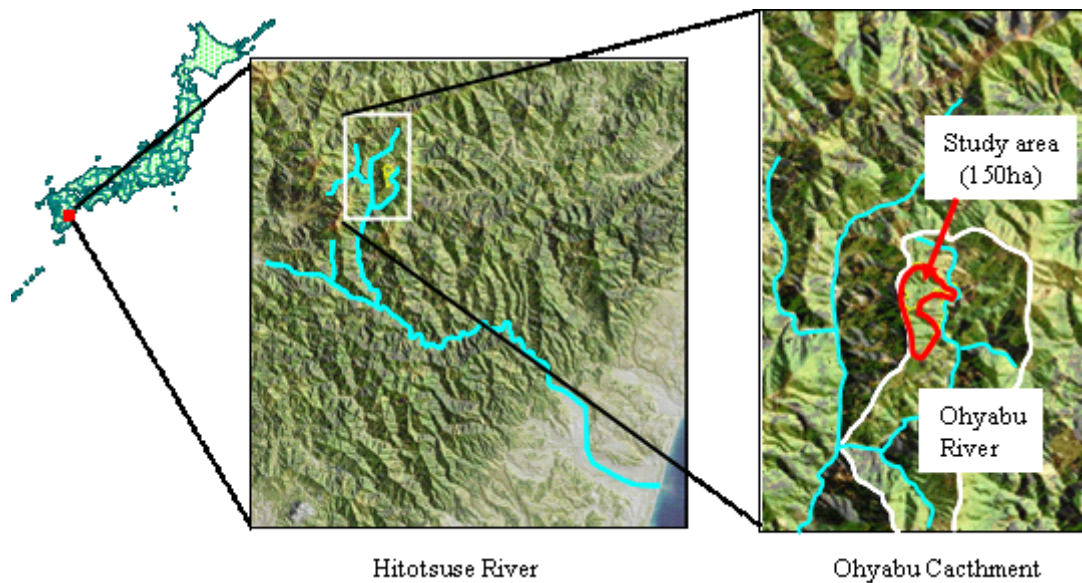 Study area
(150ha)
Ohyabu
River
Hitotsuse River
Ohyabu Cacthment